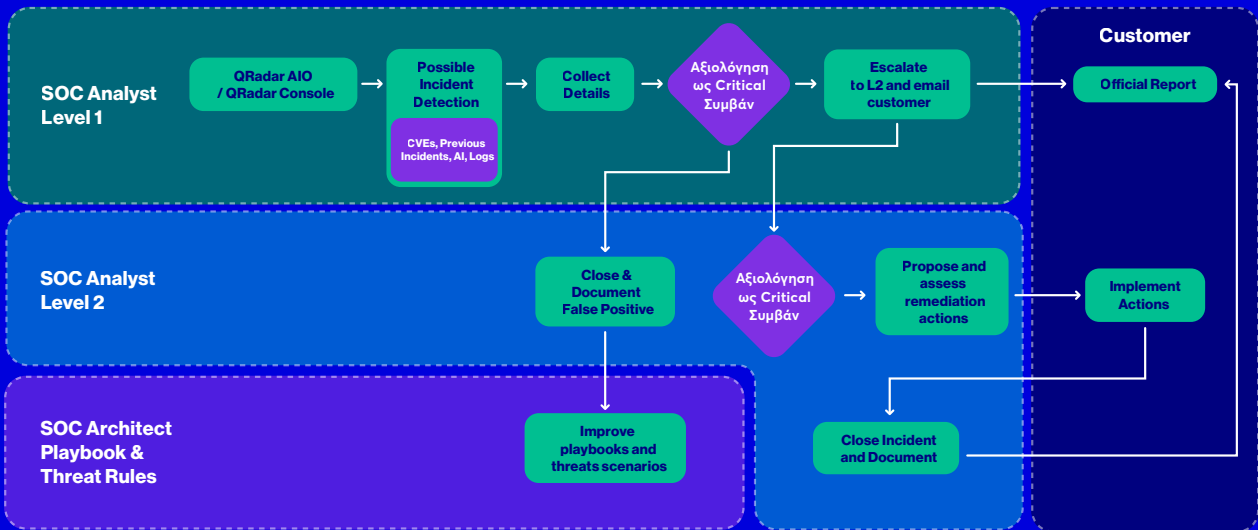 Customer
SOC Analyst
Level 1
QRadar AIO
/ QRadar Console
Possible
Incident
Detection
CVEs, Previous
Incidents, AI, Logs
Collect
Details
Αξιολόγηση
ως Critical
Συμβάν
Escalate
to L2 and email
customer
Official Report
SOC Analyst
Level 2
Close &
Document
False Positive
Αξιολόγηση
ως Critical
Συμβάν
Propose and
assess
remediation
actions
Implement
Actions
SOC Architect
Playbook &
Threat Rules
Improve
playbooks and
threats scenarios
Close Incident
and Document